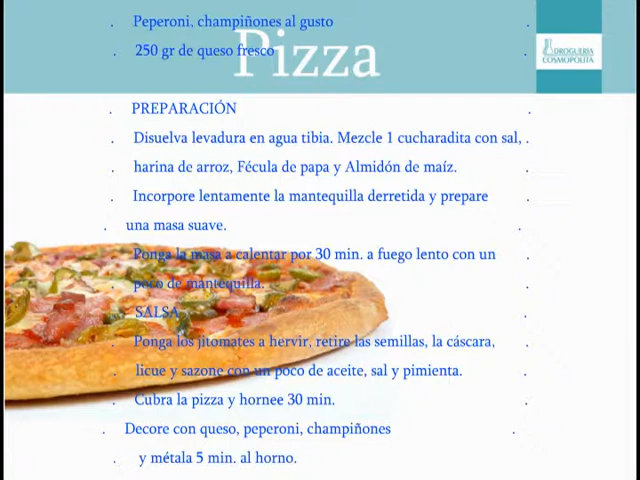 Peperoni, champiñones al gusto
250 gr de queso fresco
Pizza
DROGUERIA
COSMOPOLITA
PREPARACIÓN
Disuelva levadura en agua tibia. Mezcle 1 cucharadita con sal,
harina de arroz, Fécula de papa y Almidón de maíz.
Incorpore lentamente la mantequilla derretida y prepare
una masa suave.
Ponga la masa a calentar por 30 min. a fuego lento con un
poco de mantequilla.
SALSA
Ponga los jitomates a hervir, retire las semillas, la cáscara,
licue y sazone con un poco de aceite, sal y pimienta.
Cubra la pizza y hornee 30 min.
Decore con queso, peperoni, champiñones
y métala 5 min. al horno.